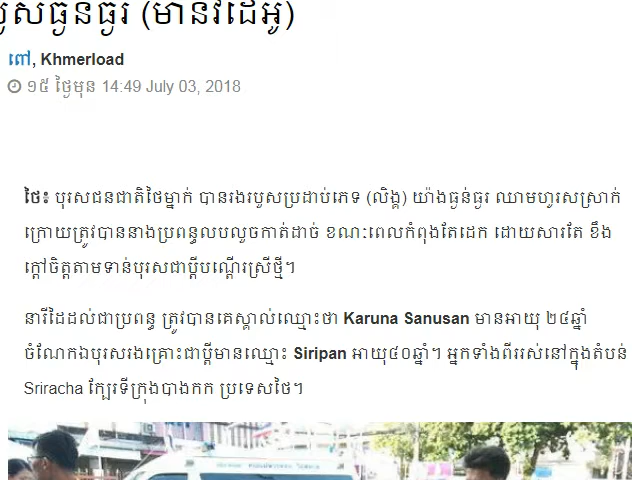 ួសធ្ងន់ធ្ងរ (មានវីដេអូ)
ពៅ, Khmerload
១៥ ថ្ងៃមុន 14:49 July 03, 2018
ថៃ៖ បុរសជនជាតិថៃម្នាក់ បានរងរបួសប្រដាប់ភេទ (លិង្គ) យ៉ាងធ្ងន់ធ្ងរ ឈាមហូរសស្រាក់
ក្រោយត្រូវបាននាងប្រពន្ធលបលួចកាត់ដាច់ ខណៈពេលកំពុងតែដេក ដោយសារតែ ខឹង
ក្ដៅចិត្តតាមទាន់បុរសជាប្ដីបណ្ដើរស្រីថ្មី។
នារីដៃដល់ជាប្រពន្ធ ត្រូវបានគេស្គាល់ឈ្មោះថា Karuna Sanusan មានអាយុ ២៤ឆ្នាំ
ចំណែកឯបុរសរងគ្រោះជាប្ដីមានឈ្មោះ Siripan អាយុ៤០ឆ្នាំ។ អ្នកទាំងពីររស់នៅក្នុងតំបន់
Sriracha ក្បែរទីក្រុងបាងកក ប្រទេសថៃ។